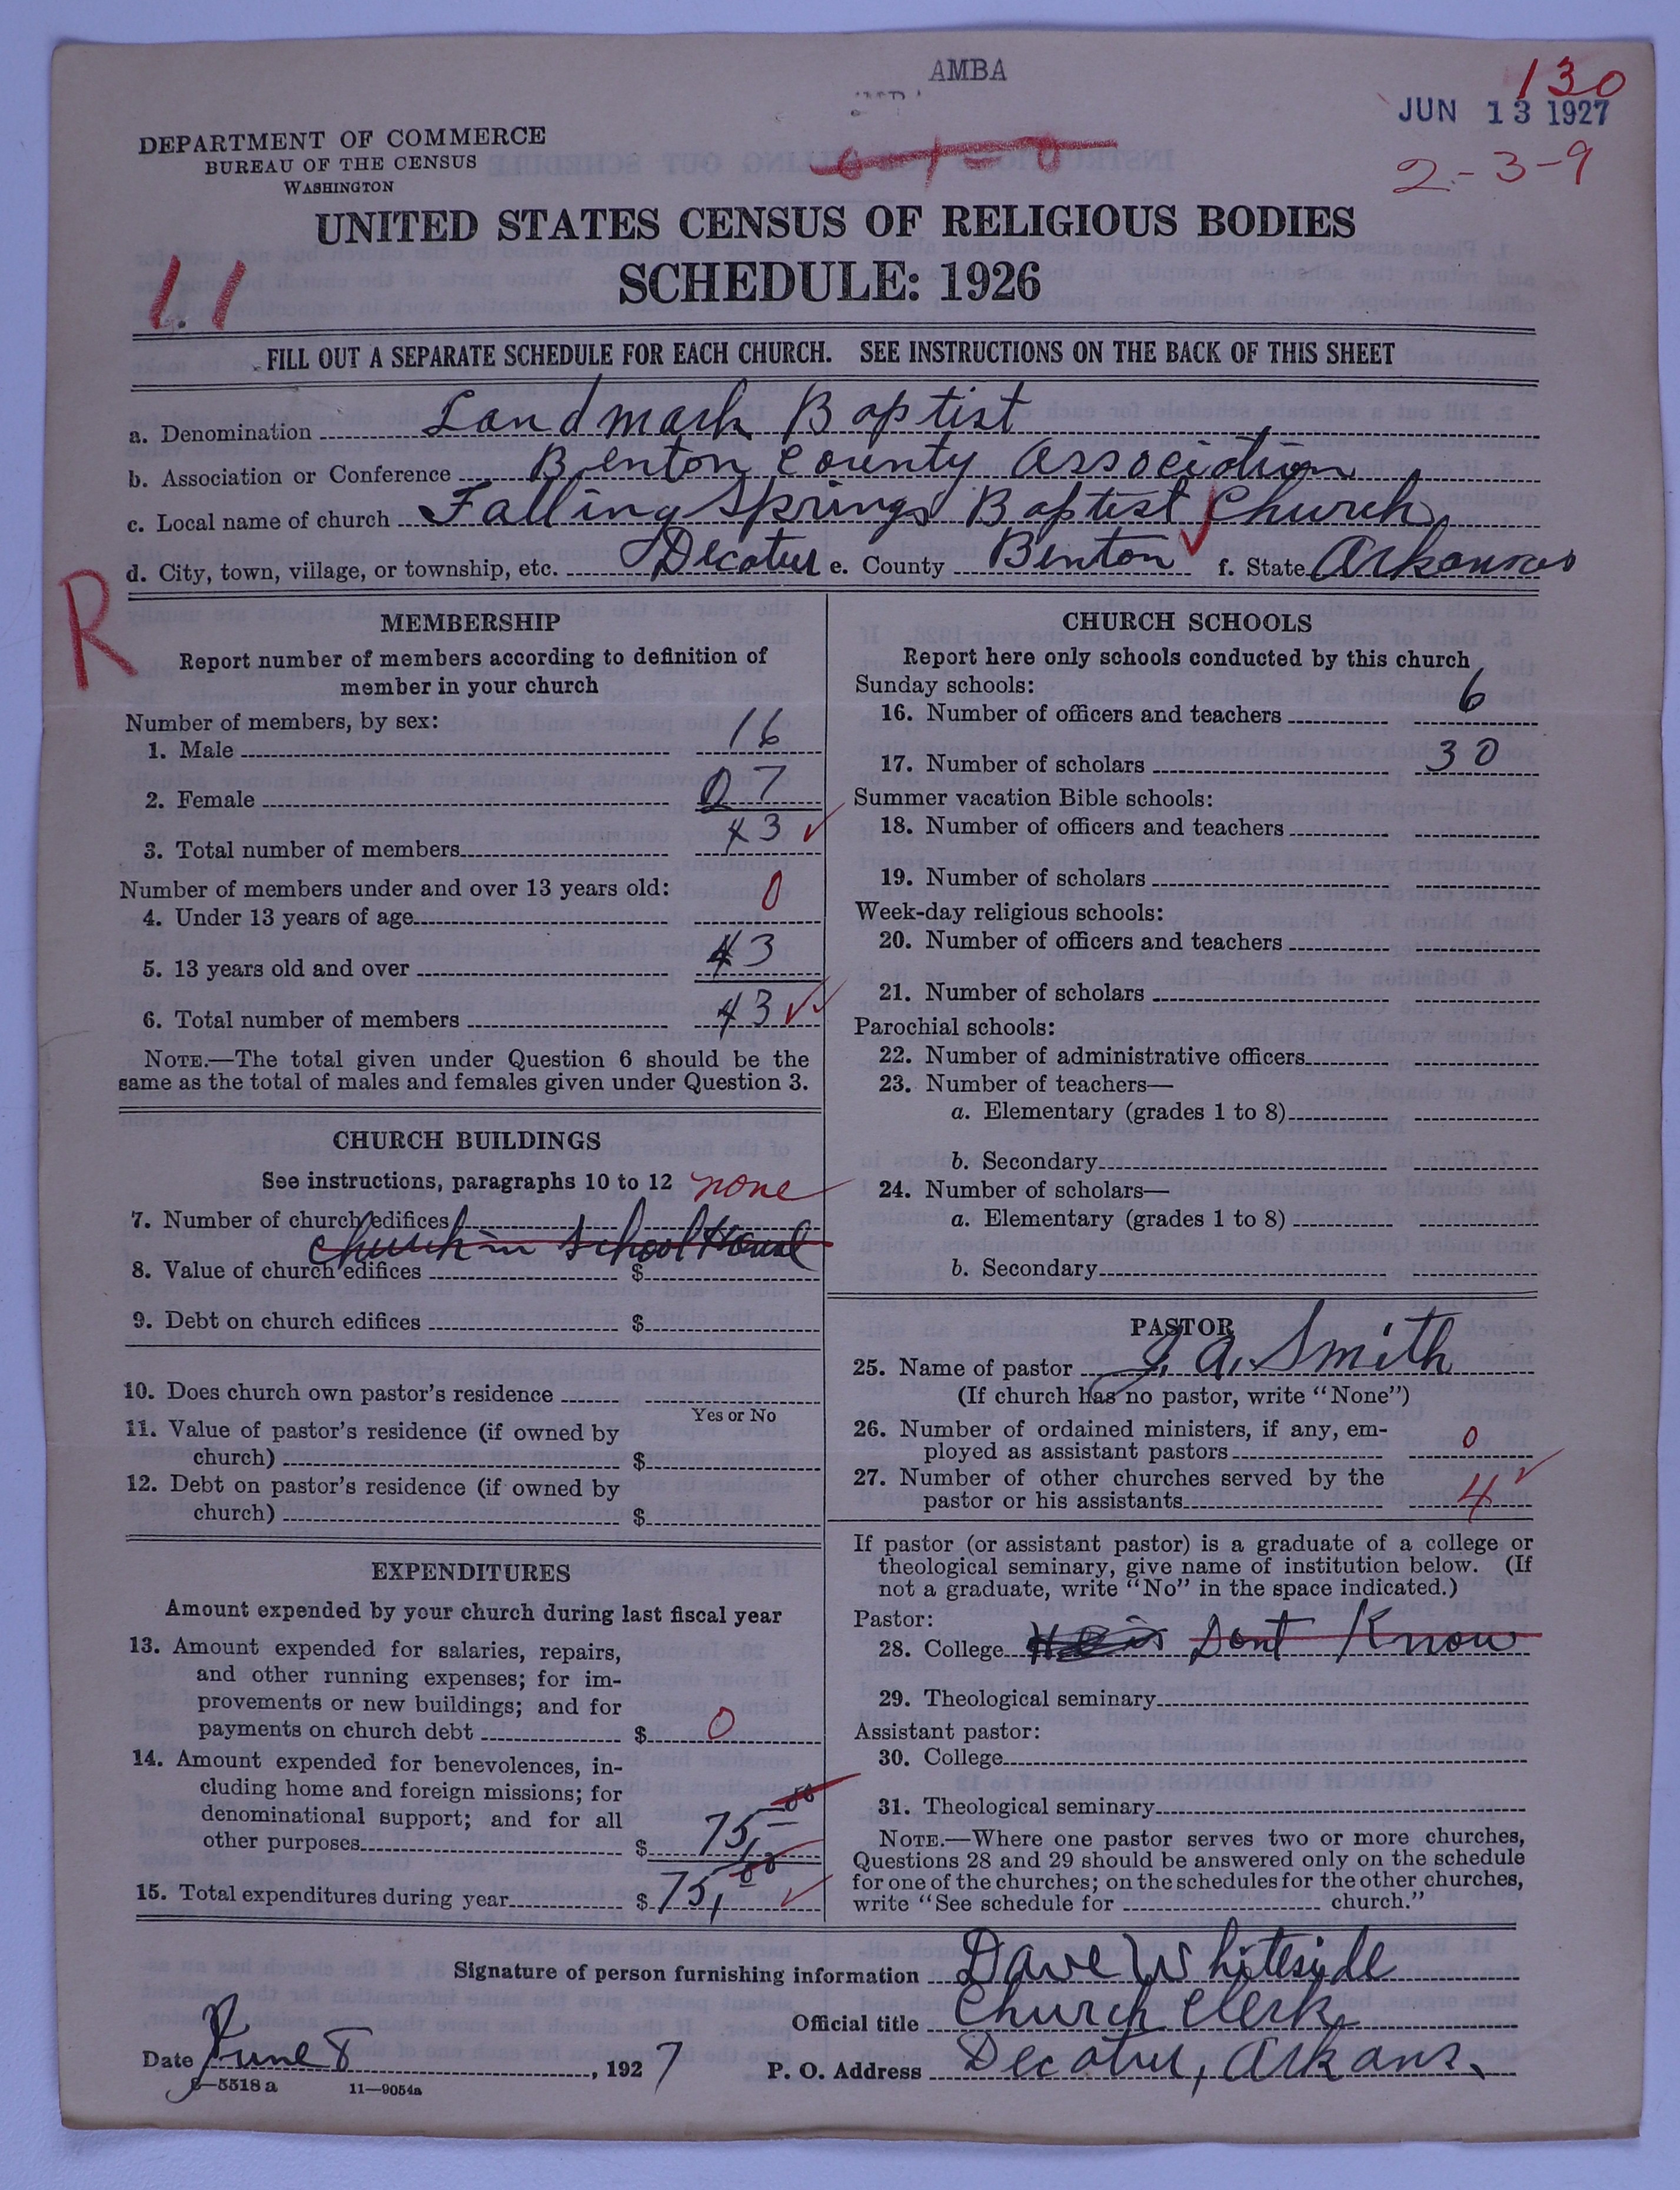 AMBA
130
JUN 13 1927
2-3-9
DEPARTMENT OF COMMERCE
BUREAU OF THE CENSUS
WASHINGTON
UNITED STATES CENSUS OF RELIGIOUS BODIES
SCHEDULE: 1926
11
FILL OUT A SEPARATE SCHEDULE FOR EACH CHURCH. SEE INSTRUCTIONS ON THE BACK OF THIS SHEET
a. Denomination Landmark Baptist
b. Association or Conference Benton County Association
c. Local name of church Falling Springs Baptist Church
d. City, town, village, or township, etc. Decatur e. County Benton f. State Arkansas
R
MEMBERSHIP
Report number of members according to definition of
member in your church
Number of members, by sex:
1. Male 16
2. Female 27
3. Total number of members 43
Number of members under and over 13 years old:
4. Under 13 years of age 0
5. 13 years old and over 43
6. Total number of members 43
NOTE.—The total given under Question 6 should be the
same as the total of males and females given under Question 3.
CHURCH BUILDINGS
See instructions, paragraphs 10 to 12 none
7. Number of church edifices
Church in School House
8. Value of church edifices $
9. Debt on church edifices $
10. Does church own pastor's residence
Yes or No
11. Value of pastor's residence (if owned by
church) $
12. Debt on pastor's residence (if owned by
church) $
EXPENDITURES
Amount expended by your church during last fiscal year
13. Amount expended for salaries, repairs,
and other running expenses; for im-
provements or new buildings; and for
payments on church debt $ 0
14. Amount expended for benevolences, in-
cluding home and foreign missions; for
denominational support; and for all
other purposes $ 75,00
15. Total expenditures during year $ 75,00
CHURCH SCHOOLS
Report here only schools conducted by this church
Sunday schools:
16. Number of officers and teachers 6
17. Number of scholars 30
Summer vacation Bible schools:
18. Number of officers and teachers
19. Number of scholars
Week-day religious schools:
20. Number of officers and teachers
21. Number of scholars
Parochial schools:
22. Number of administrative officers
23. Number of teachers—
a. Elementary (grades 1 to 8)
b. Secondary
24. Number of scholars—
a. Elementary (grades 1 to 8)
b. Secondary
PASTOR
25. Name of pastor J. A. Smith
(If church has no pastor, write "None")
26. Number of ordained ministers, if any, em-
ployed as assistant pastors 0
27. Number of other churches served by the
pastor or his assistants 4
If pastor (or assistant pastor) is a graduate of a college or
theological seminary, give name of institution below. (If
not a graduate, write "No" in the space indicated.)
Pastor:
28. College Dont Know
29. Theological seminary
Assistant pastor:
30. College
31. Theological seminary
NOTE.—Where one pastor serves two or more churches,
Questions 28 and 29 should be answered only on the schedule
for one of the churches; on the schedules for the other churches,
write "See schedule for church."
Signature of person furnishing information Dave Whiteside
Official title Church Clerk
Date June 8, 1927 P. O. Address Decatur, Arkans.
8—5518 a 11—9054a